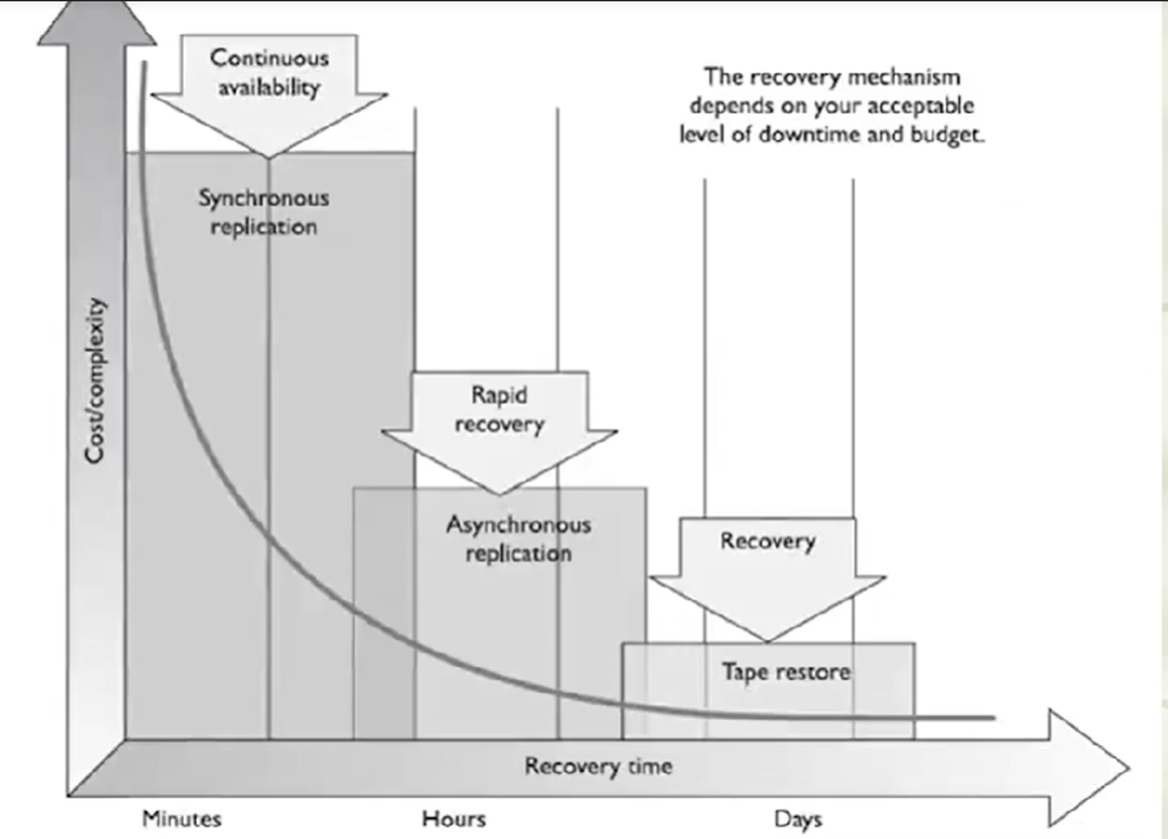 Continuous
availability
The recovery mechanism
depends on your acceptable
level of downtime and budget.
Synchronous
replication
Cost/complexity
Rapid
recovery
Asynchronous
replication
Recovery
Tape restore
Recovery time
Minutes
Hours
Days